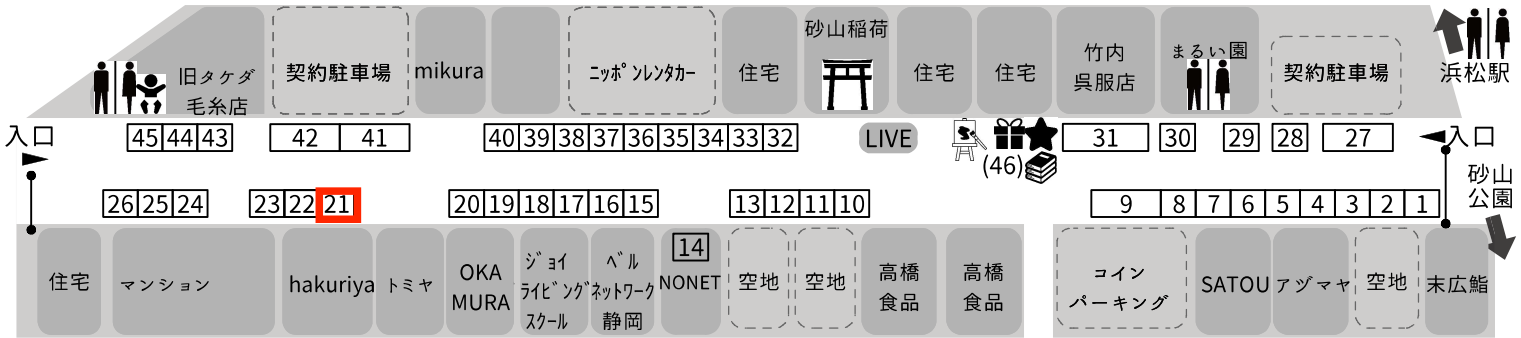 旧タケダ
毛糸店
契約駐車場
mikura
ﾆｯﾎﾟﾝﾚﾝﾀｶｰ
住宅
砂山稲荷
住宅
住宅
竹内
呉服店
まるい園
契約駐車場
浜松駅
入口
45 44 43
42 41
40 39 38 37 36 35 34 33 32
LIVE
(46)
31
30
29
28
27
入口
砂山
公園
26 25 24
23 22 21
20 19 18 17 16 15
13 12 11 10
9 8 7 6 5 4 3 2 1
住宅
マンション
hakuriya
トミヤ
OKA
MURA
ｼﾞｮｲ
ﾗｲﾋﾞﾝｸﾞ
ｽｸｰﾙ
ﾍﾞﾙ
ﾈｯﾄﾜｰｸ
静岡
14
NONET
空地
空地
高橋
食品
高橋
食品
コイン
パーキング
SATOU
アヅマヤ
空地
末広鮨